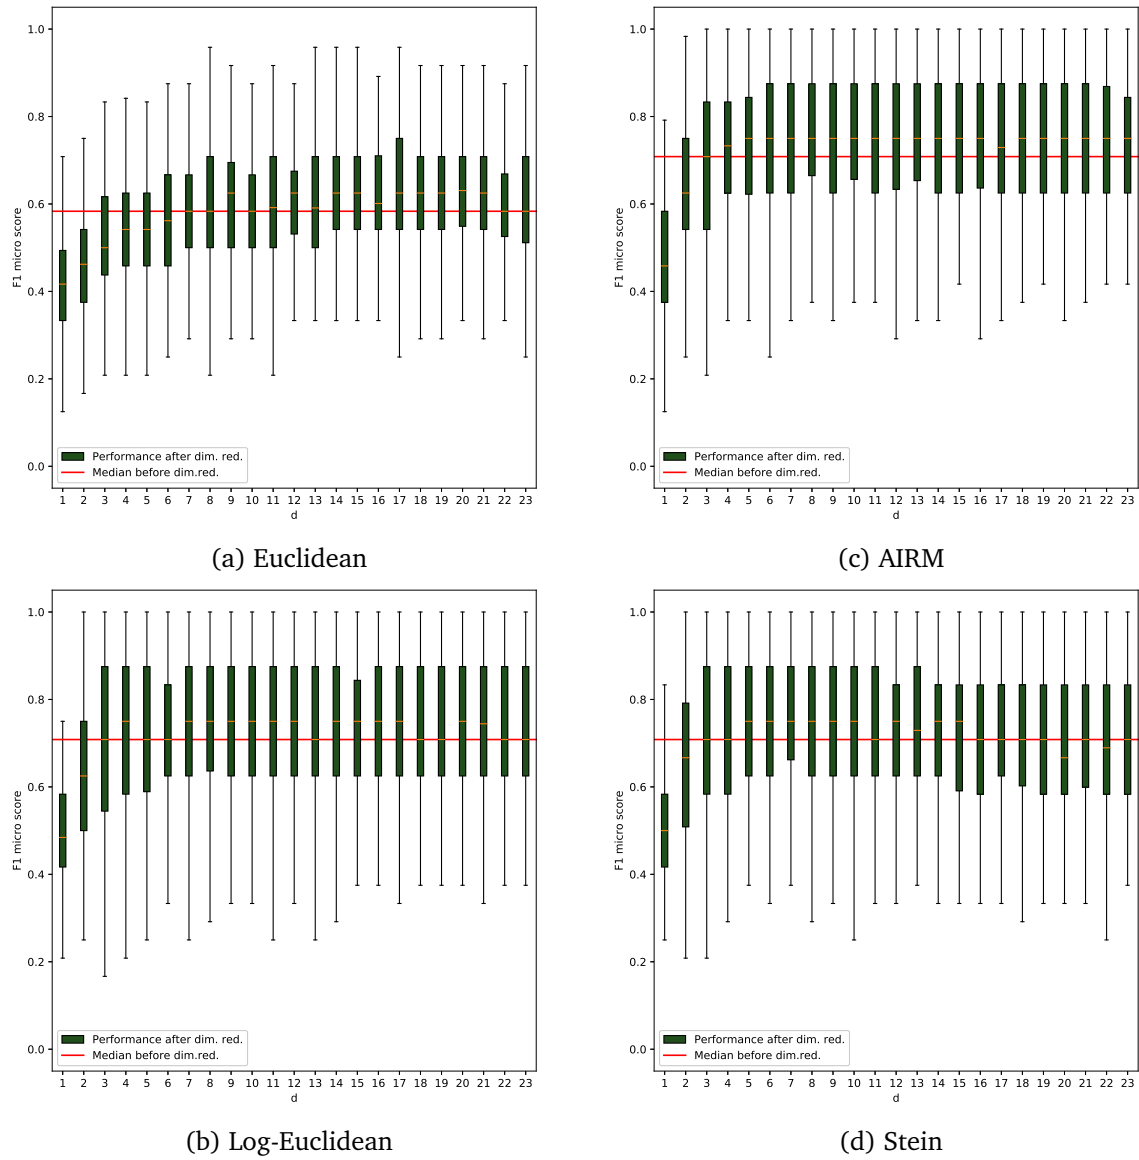 1.0
0.8
0.6
0.4
0.2
0.0
F1 micro score
Performance after dim. red.
Median before dim.red.
1 2 3 4 5 6 7 8 9 10 11 12 13 14 15 16 17 18 19 20 21 22 23
d
(a) Euclidean
1.0
0.8
0.6
0.4
0.2
0.0
F1 micro score
Performance after dim. red.
Median before dim.red.
1 2 3 4 5 6 7 8 9 10 11 12 13 14 15 16 17 18 19 20 21 22 23
d
(c) AIRM
1.0
0.8
0.6
0.4
0.2
0.0
F1 micro score
Performance after dim. red.
Median before dim.red.
1 2 3 4 5 6 7 8 9 10 11 12 13 14 15 16 17 18 19 20 21 22 23
d
(b) Log-Euclidean
1.0
0.8
0.6
0.4
0.2
0.0
F1 micro score
Performance after dim. red.
Median before dim.red.
1 2 3 4 5 6 7 8 9 10 11 12 13 14 15 16 17 18 19 20 21 22 23
d
(d) Stein